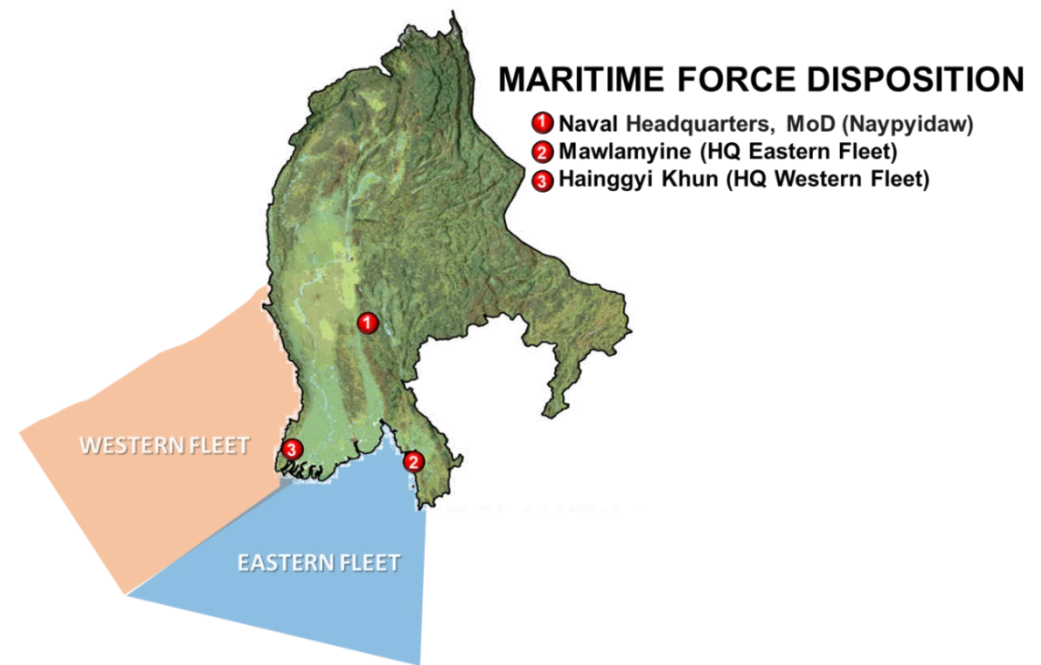 MARITIME FORCE DISPOSITION
1 Naval Headquarters, MoD (Naypyidaw)
2 Mawlamyine (HQ Eastern Fleet)
3 Hainggyi Khun (HQ Western Fleet)
1
WESTERN FLEET
3
2
EASTERN FLEET